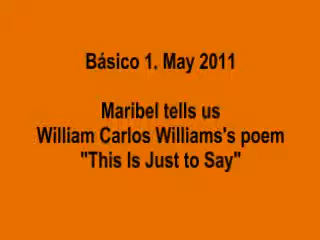 Básico 1. May 2011
Maribel tells us
William Carlos Williams's poem
"This Is Just to Say"